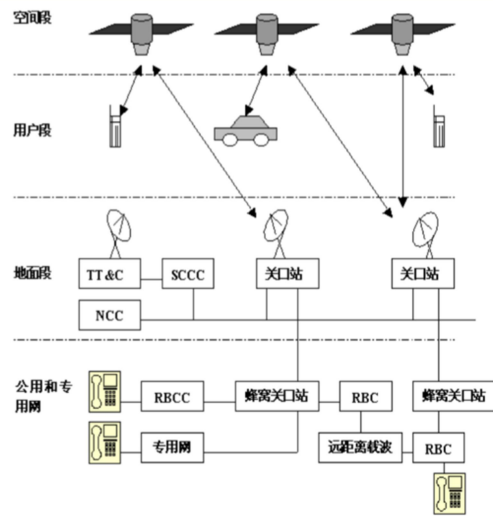 空间段
用户段
地面段
TT&C
SCCC
关口站
关口站
NCC
公用和专
用网
RBCC
蜂窝关口站
RBC
蜂窝关口站
专用网
远距离载波
RBC